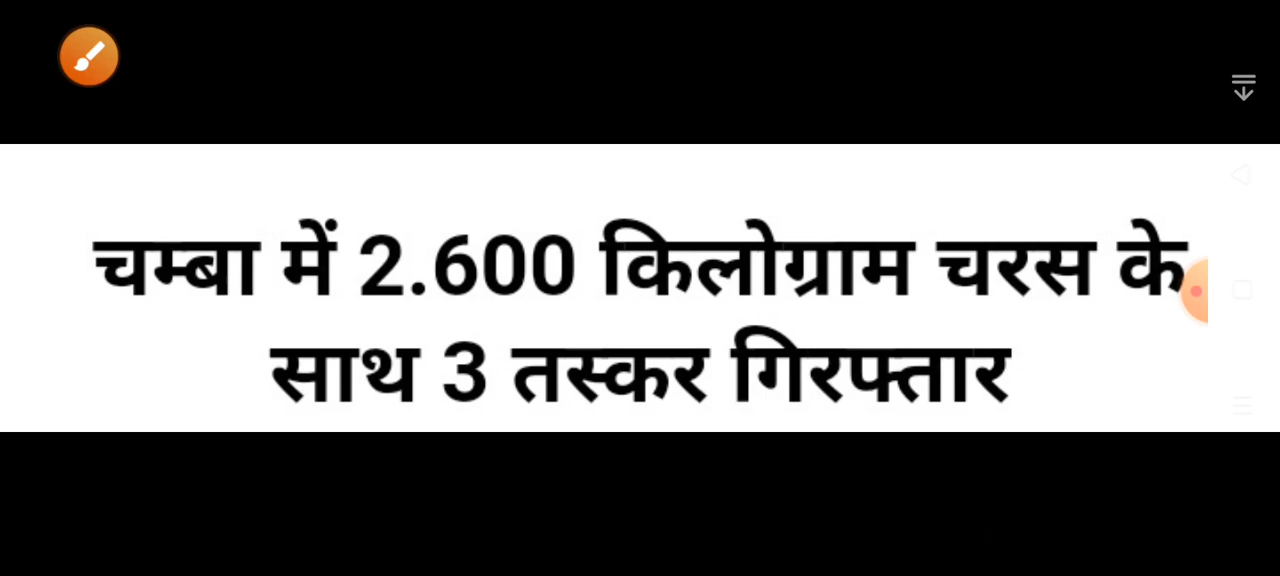 चम्बा में 2.600 किलोग्राम चरस के
साथ 3 तस्कर गिरफ्तार